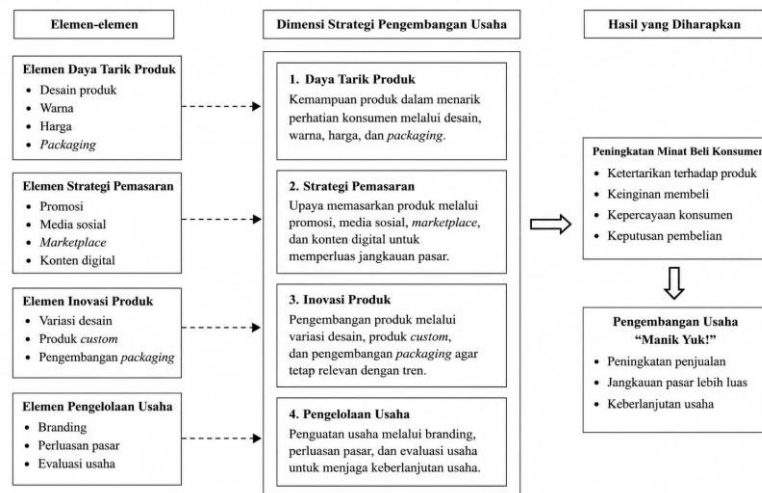 Elemen-elemen
Dimensi Strategi Pengembangan Usaha
Hasil yang Diharapkan
Elemen Daya Tarik Produk
• Desain produk
• Warna
• Harga
• Packaging
Elemen Strategi Pemasaran
• Promosi
• Media sosial
• Marketplace
• Konten digital
Elemen Inovasi Produk
• Variasi desain
• Produk custom
• Pengembangan packaging
Elemen Pengelolaan Usaha
• Branding
• Perluasan pasar
• Evaluasi usaha
1. Daya Tarik Produk
Kemampuan produk dalam menarik
perhatian konsumen melalui desain,
warna, harga, dan packaging.
2. Strategi Pemasaran
Upaya memasarkan produk melalui
promosi, media sosial, marketplace,
dan konten digital untuk
memperluas jangkauan pasar.
3. Inovasi Produk
Pengembangan produk melalui
variasi desain, produk custom,
dan pengembangan packaging agar
tetap relevan dengan tren.
4. Pengelolaan Usaha
Penguatan usaha melalui branding,
perluasan pasar, dan evaluasi usaha
untuk menjaga keberlanjutan usaha.
Peningkatan Minat Beli Konsumen
• Ketertarikan terhadap produk
• Keinginan membeli
• Kepercayaan konsumen
• Keputusan pembelian
Pengembangan Usaha
“Manik Yuk!”
• Peningkatan penjualan
• Jangkauan pasar lebih luas
• Keberlanjutan usaha